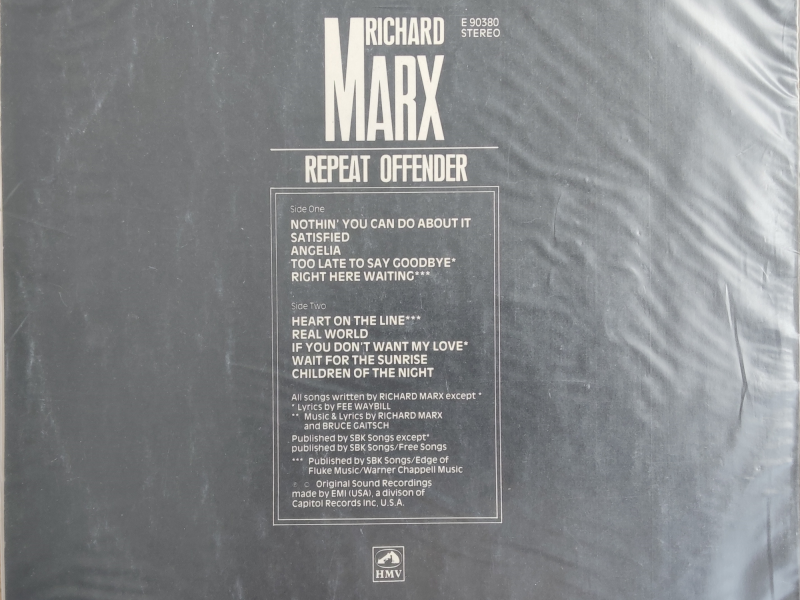 RICHARD
MARX
E 90380
STEREO
REPEAT OFFENDER
Side One
NOTHIN' YOU CAN DO ABOUT IT
SATISFIED
ANGELIA
TOO LATE TO SAY GOODBYE*
RIGHT HERE WAITING***
Side Two
HEART ON THE LINE***
REAL WORLD
IF YOU DON'T WANT MY LOVE*
WAIT FOR THE SUNRISE
CHILDREN OF THE NIGHT
All songs written by RICHARD MARX except *
* Lyrics by FEE WAYBILL
** Music & Lyrics by RICHARD MARX
and BRUCE GAITSCH
Published by SBK Songs except*
published by SBK Songs/Free Songs
*** Published by SBK Songs/Edge of
Fluke Music/Warner Chappell Music
℗ © Original Sound Recordings
made by EMI (USA), a divison of
Capitol Records Inc, U.S.A.
HMV